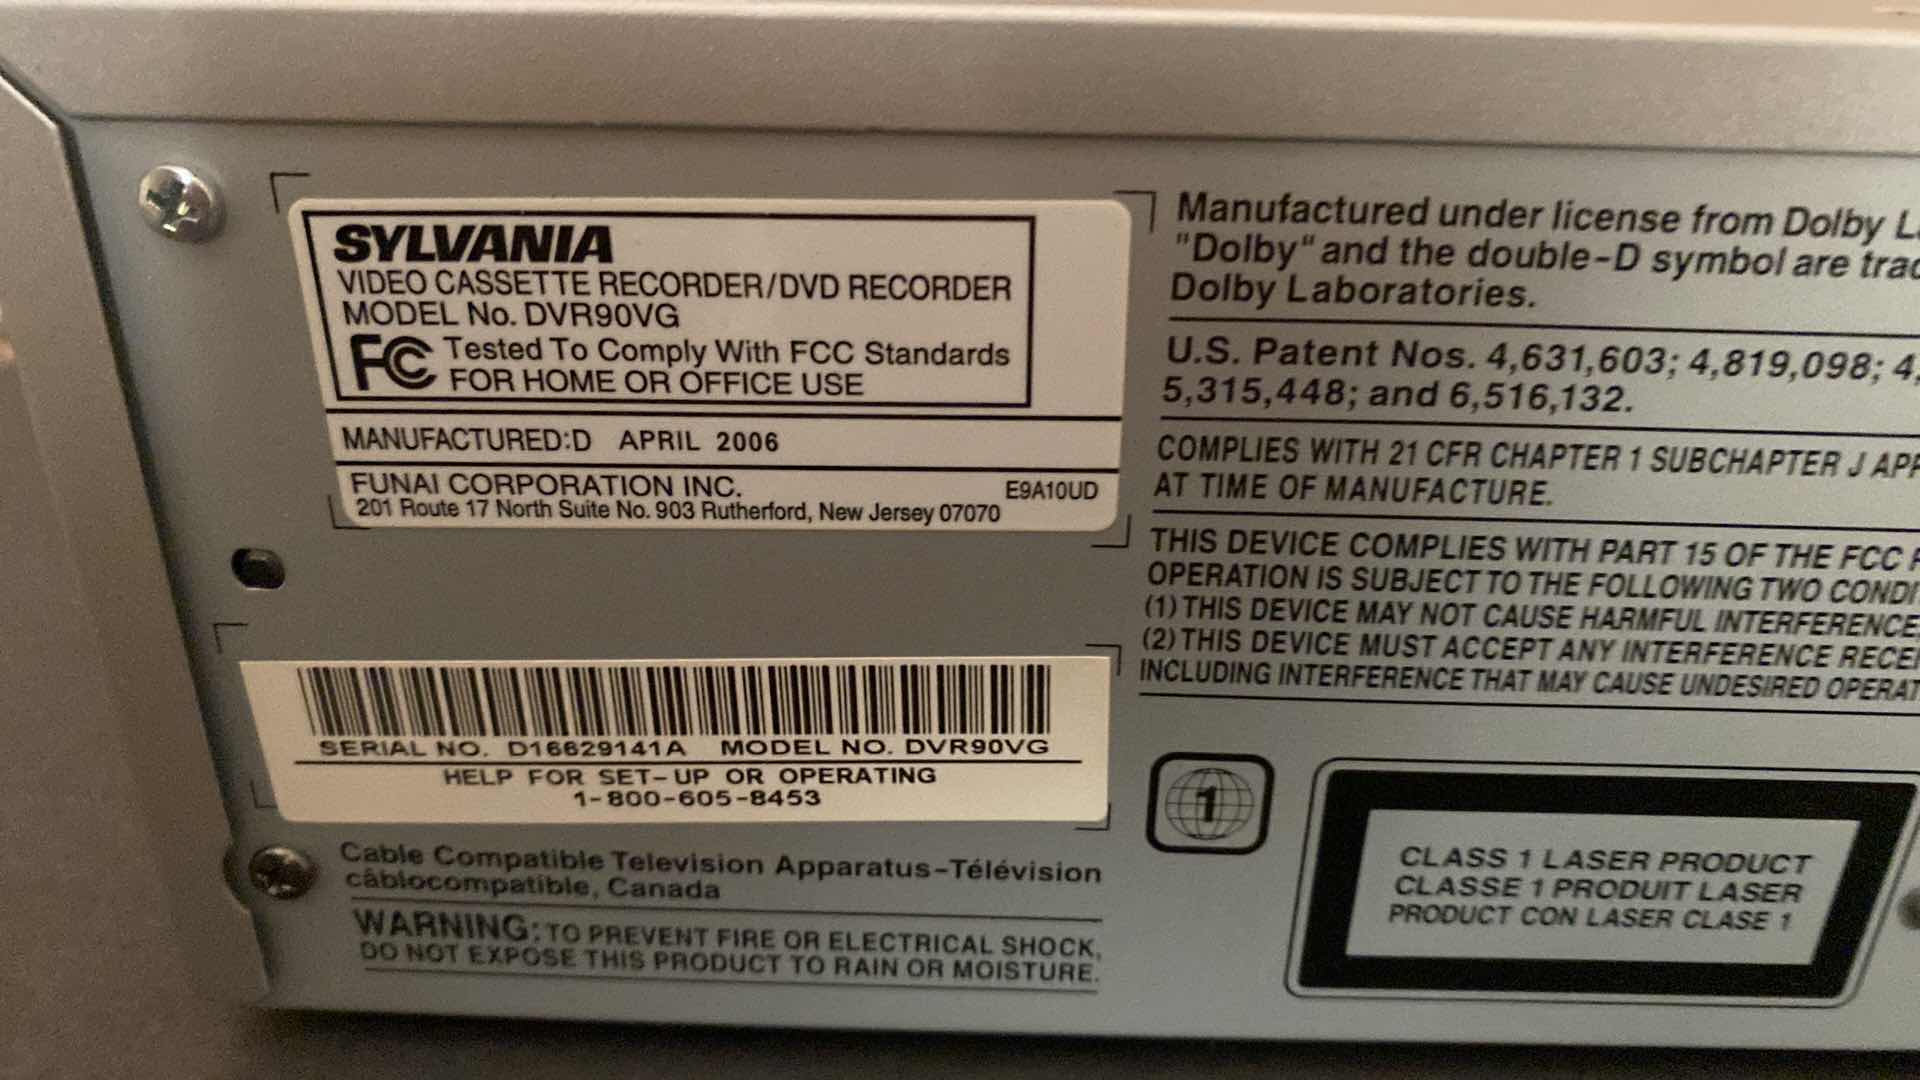 SYLVANIA
VIDEO CASSETTE RECORDER/DVD RECORDER
MODEL No. DVR90VG
FC Tested To Comply With FCC Standards
FOR HOME OR OFFICE USE
MANUFACTURED:D APRIL 2006
FUNAI CORPORATION INC. E9A10UD
201 Route 17 North Suite No. 903 Rutherford, New Jersey 07070
SERIAL NO. D16629141A MODEL NO. DVR90VG
HELP FOR SET-UP OR OPERATING
1-800-605-8453
Cable Compatible Television Apparatus-Télévision
câblocompatible, Canada
WARNING: TO PREVENT FIRE OR ELECTRICAL SHOCK,
DO NOT EXPOSE THIS PRODUCT TO RAIN OR MOISTURE.
Manufactured under license from Dolby
"Dolby" and the double-D symbol are
Dolby Laboratories.
U.S. Patent Nos. 4,631,603; 4,819,098;
5,315,448; and 6,516,132.
COMPLIES WITH 21 CFR CHAPTER 1 SUBCHAPTER J
AT TIME OF MANUFACTURE.
THIS DEVICE COMPLIES WITH PART 15 OF THE FCC
OPERATION IS SUBJECT TO THE FOLLOWING TWO
(1) THIS DEVICE MAY NOT CAUSE HARMFUL INTERFERENCE
(2) THIS DEVICE MUST ACCEPT ANY INTERFERENCE
INCLUDING INTERFERENCE THAT MAY CAUSE UNDESIRED
1
CLASS 1 LASER PRODUCT
CLASSE 1 PRODUIT LASER
PRODUCT CON LASER CLASE 1